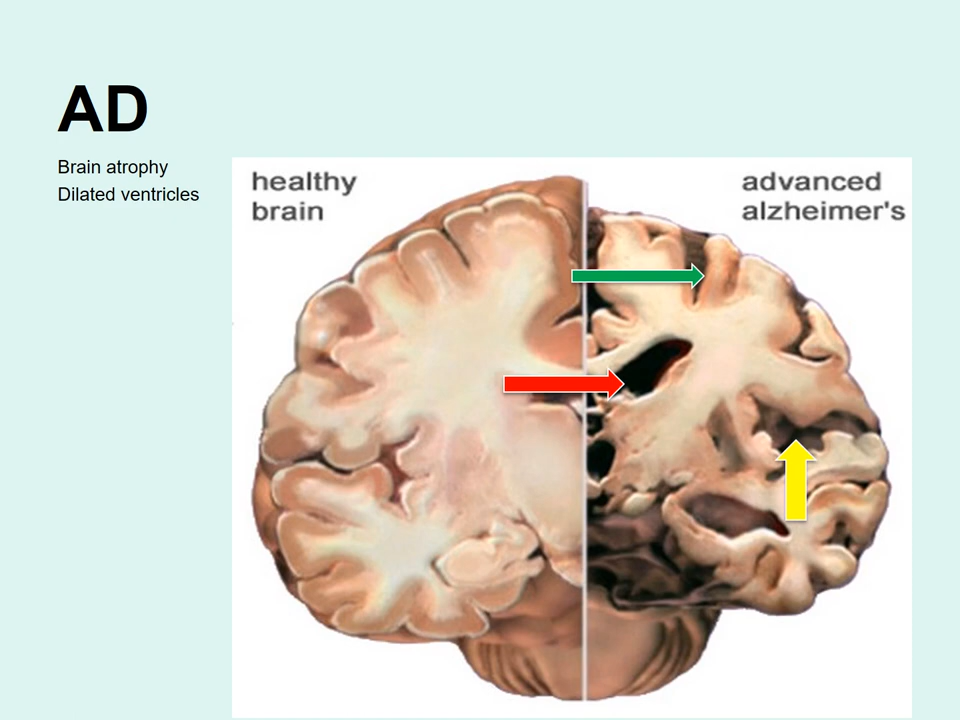 AD
Brain atrophy
Dilated ventricles
healthy
brain
advanced
alzheimer's